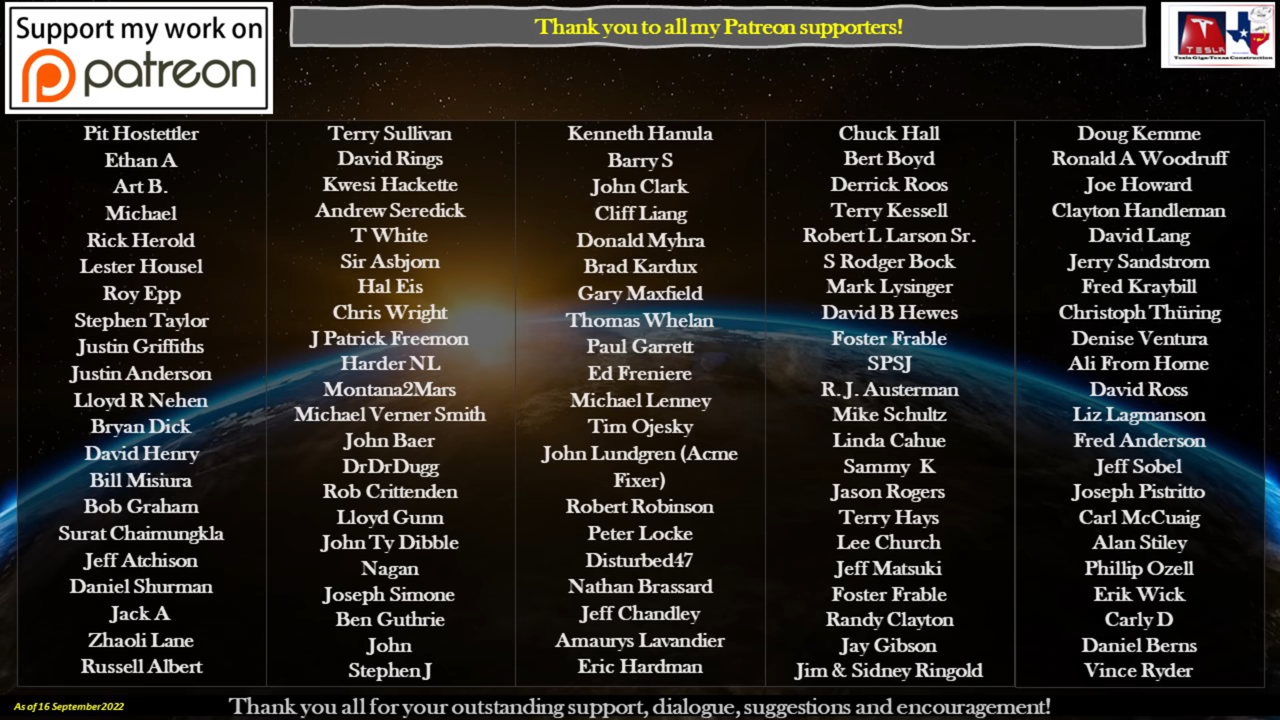 Support my work on
patreon
Thank you to all my Patreon supporters!
TESLA
Tesla Giga Texas Construction
Pit Hostettler
Ethan A
Art B.
Michael
Rick Herold
Lester Housel
Roy Epp
Stephen Taylor
Justin Griffiths
Justin Anderson
Lloyd R Nehen
Bryan Dick
David Henry
Bill Misiura
Bob Graham
Surat Chaimungkla
Jeff Atchison
Daniel Shurman
Jack A
Zhaoli Lane
Russell Albert
Terry Sullivan
David Rings
Kwesi Hackette
Andrew Seredick
T White
Sir Asbjorn
Hal Eis
Chris Wright
J Patrick Freemon
Harder NL
Montana2Mars
Michael Verner Smith
John Baer
DrDrDugg
Rob Crittenden
Lloyd Gunn
John Ty Dibble
Nagan
Joseph Simone
Ben Guthrie
John
Stephen J
Kenneth Hanula
Barry S
John Clark
Cliff Liang
Donald Myhra
Brad Kardux
Gary Maxfield
Thomas Whelan
Paul Garrett
Ed Freniere
Michael Lenney
Tim Ojesky
John Lundgren (Acme
Fixer)
Robert Robinson
Peter Locke
Disturbed47
Nathan Brassard
Jeff Chandley
Amaurys Lavandier
Eric Hardman
Chuck Hall
Bert Boyd
Derrick Roos
Terry Kessell
Robert L Larson Sr.
S Rodger Bock
Mark Lysinger
David B Hewes
Foster Frable
SPSJ
R. J. Austerman
Mike Schultz
Linda Cahue
Sammy K
Jason Rogers
Terry Hays
Lee Church
Jeff Matsuki
Foster Frable
Randy Clayton
Jay Gibson
Jim & Sidney Ringold
Doug Kemme
Ronald A Woodruff
Joe Howard
Clayton Handleman
David Lang
Jerry Sandstrom
Fred Kraybill
Christoph Thüring
Denise Ventura
Ali From Home
David Ross
Liz Lagmanson
Fred Anderson
Jeff Sobel
Joseph Pistritto
Carl McCuaig
Alan Stiley
Phillip Ozell
Erik Wick
Carly D
Daniel Berns
Vince Ryder
As of 16 September2022
Thank you all for your outstanding support, dialogue, suggestions and encouragement!